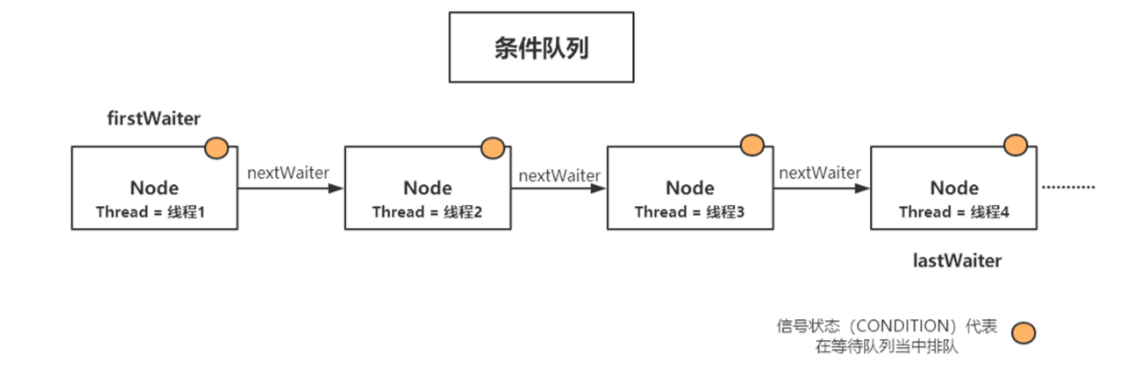 条件队列
firstWaiter
Node
Thread = 线程1
nextWaiter
Node
Thread = 线程2
nextWaiter
Node
Thread = 线程3
nextWaiter
Node
Thread = 线程4
lastWaiter
信号状态（CONDITION）代表
在等待队列当中排队